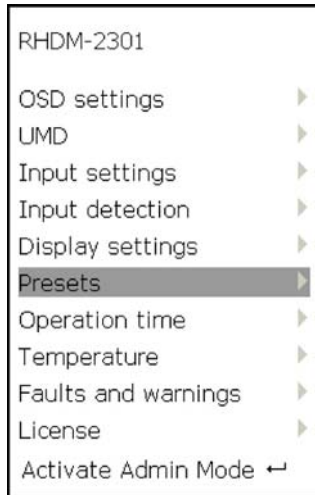 RHDM-2301
OSD settings
UMD
Input settings
Input detection
Display settings
Presets
Operation time
Temperature
Faults and warnings
License
Activate Admin Mode ↵